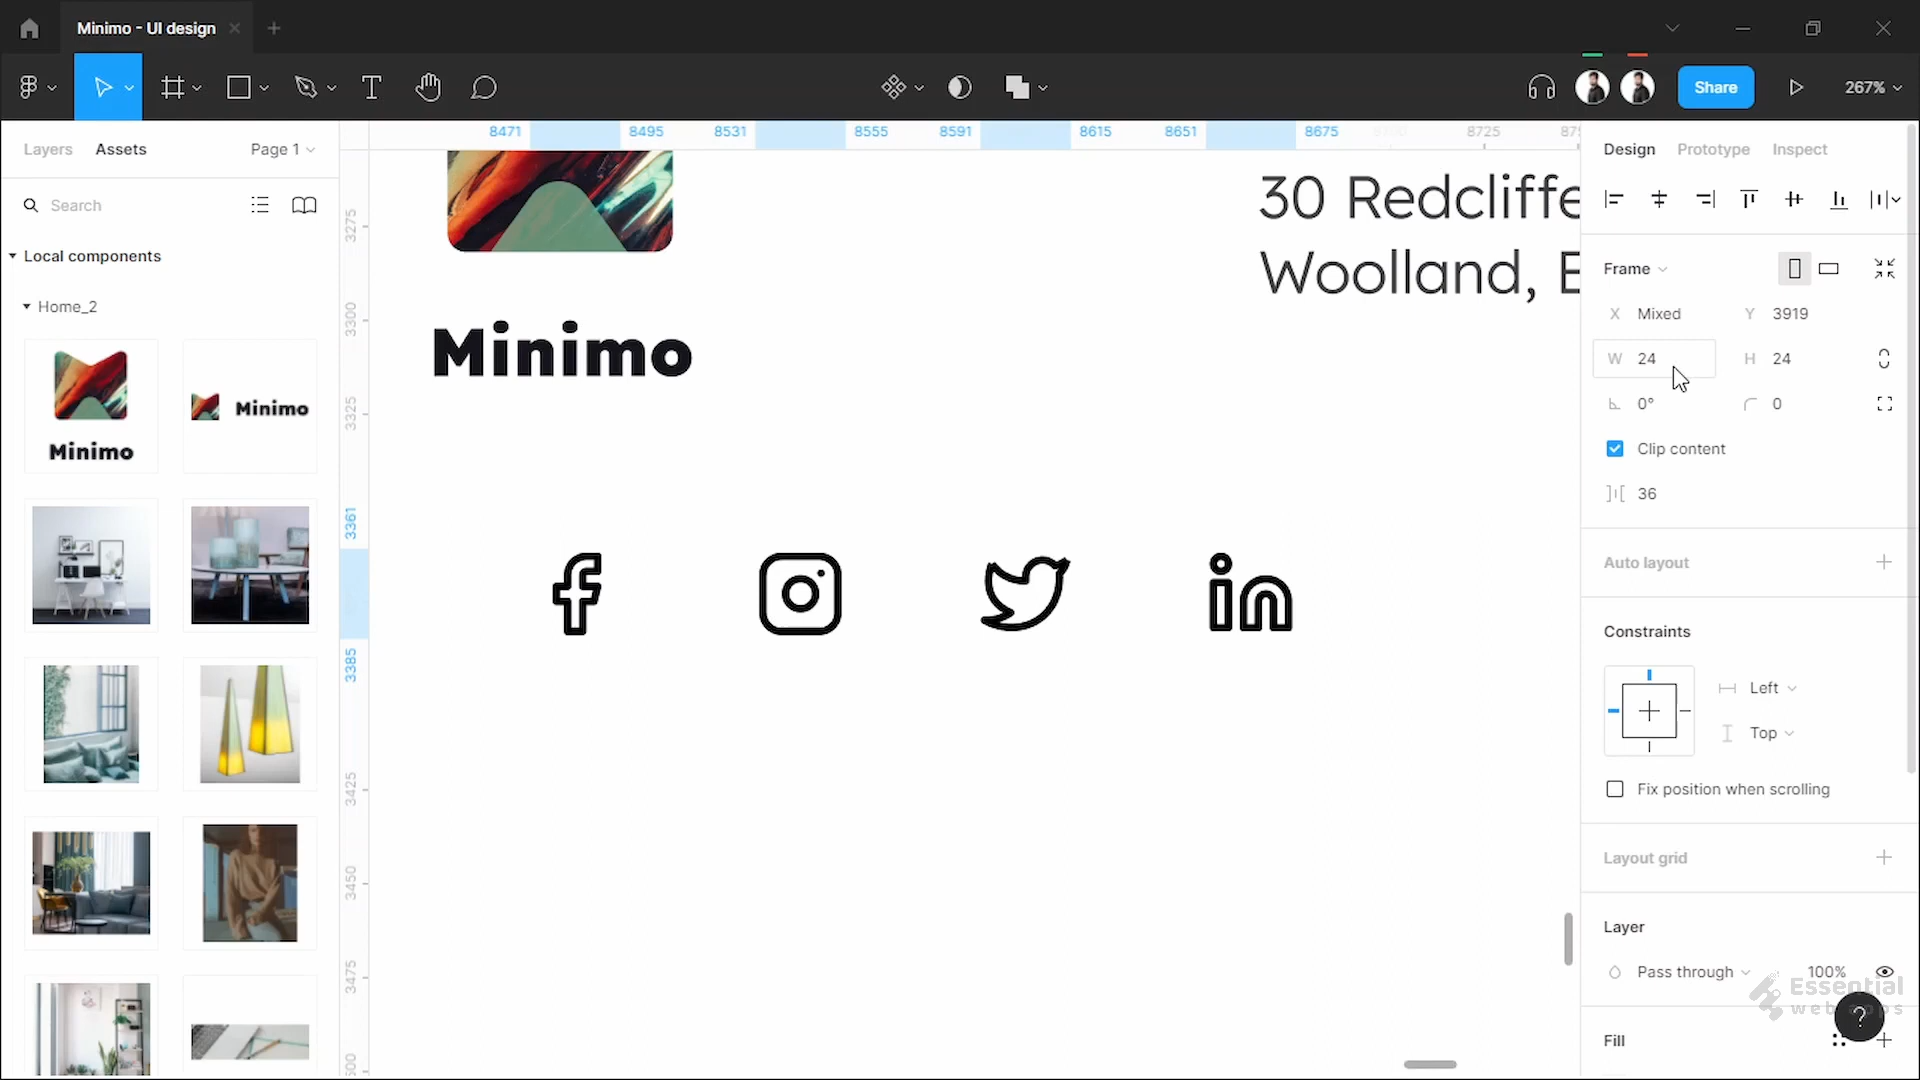 Minimo - UI design
267%
Share
Layers
Assets
Page 1
Search
Local components
Home_2
Minimo
Minimo
8471
8495
8531
8555
8591
8615
8651
8675
8725
3275
3300
3325
3361
3385
3425
3450
3475
30 Redcliffe
Woolland,
Minimo
Design
Prototype
Inspect
Frame
X Mixed
Y 3919
W 24
H 24
0°
0
Clip content
36
Auto layout
Constraints
Left
Top
Fix position when scrolling
Layout grid
Layer
Pass through
100%
Essential
web apps
?
Fill